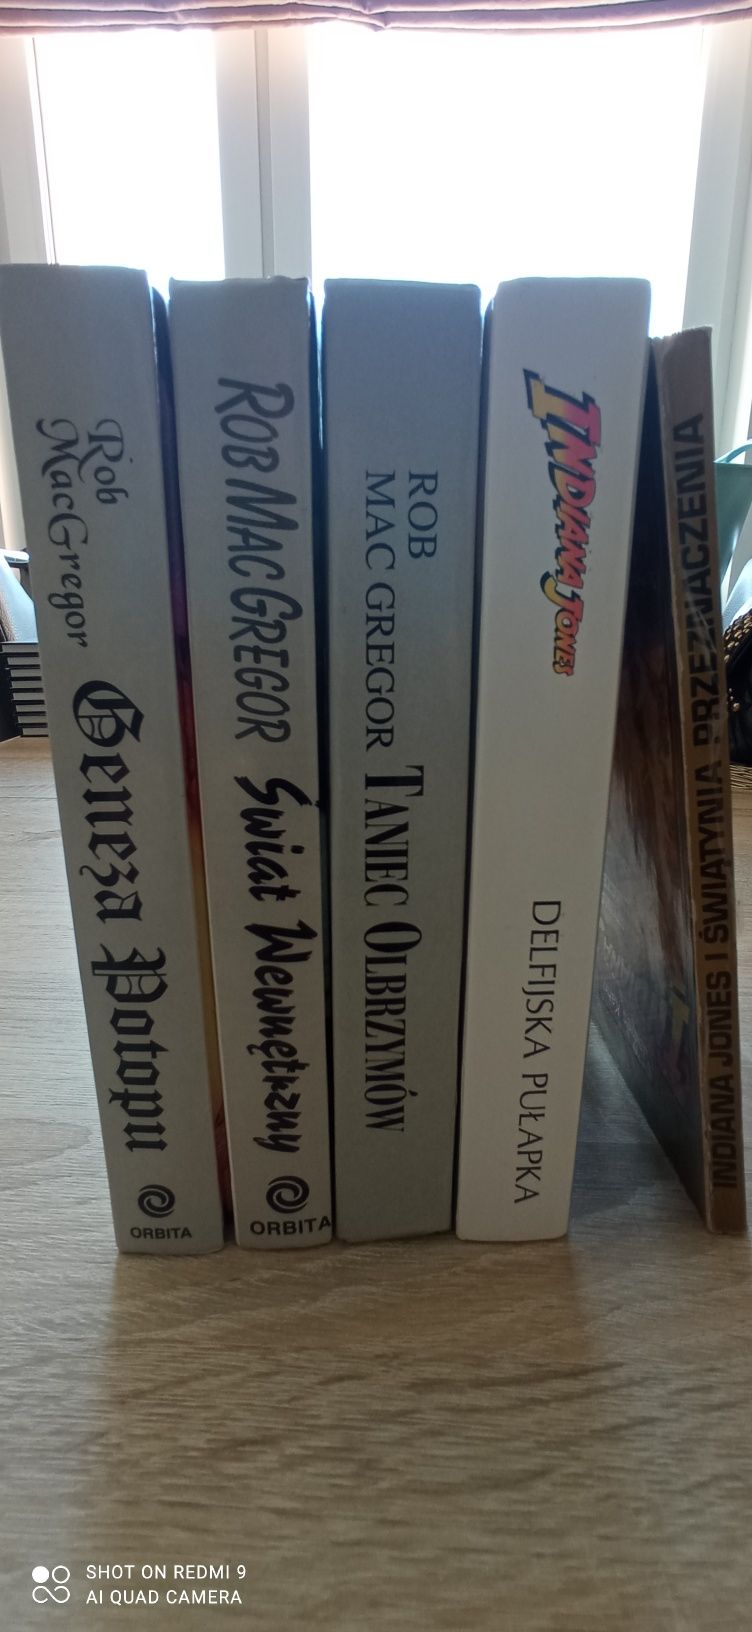 Rob
MacGregor
Geneza Potopu
ORBITA
ROB MAC GREGOR
Świat Wewnętrzny
ORBITA
ROB
MAC GREGOR
TANIEC OLBRZYMÓW
INDIANA JONES
DELFIJSKA PUŁAPKA
INDIANA JONES I ŚWIĄTYNIA PRZEZNACZENIA
SHOT ON REDMI 9
AI QUAD CAMERA